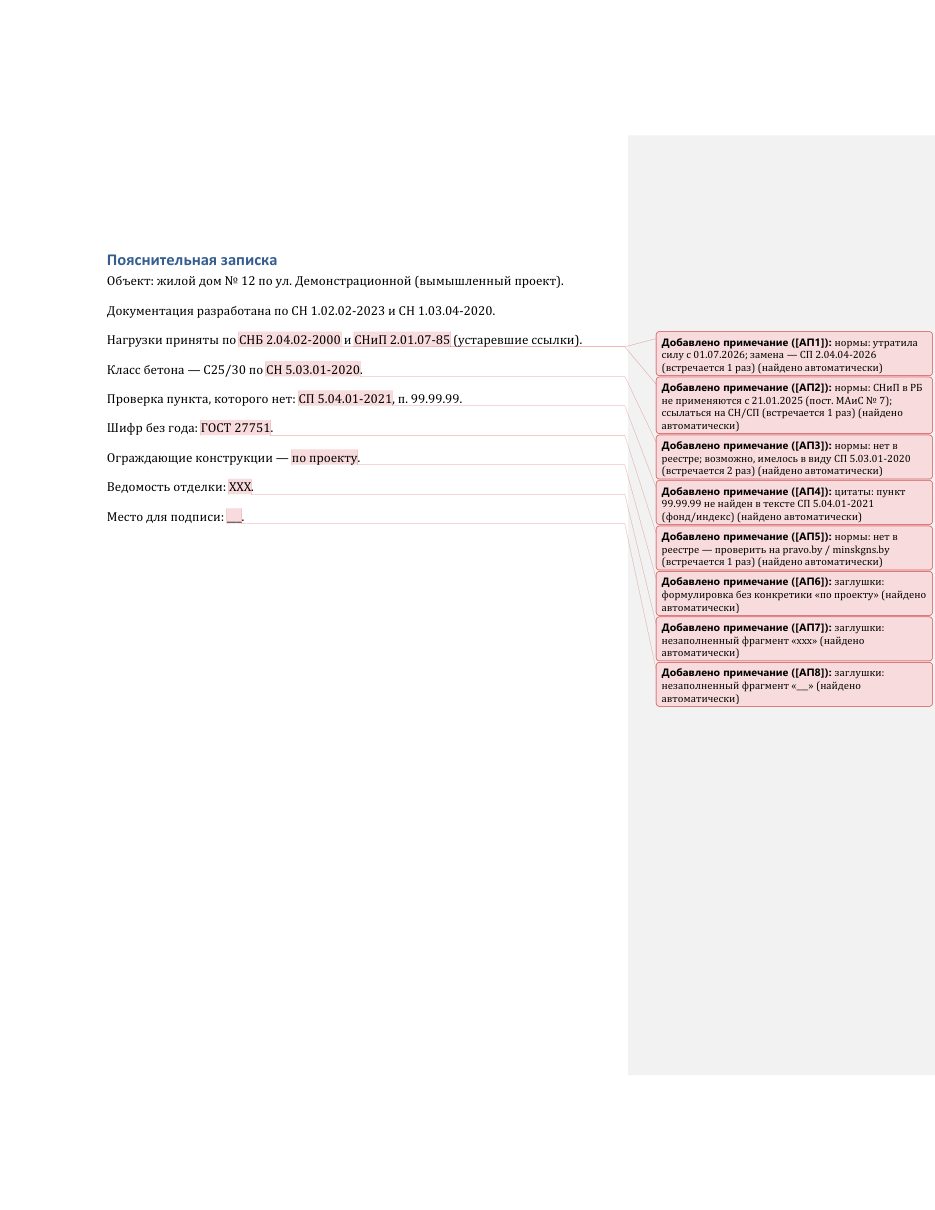 Пояснительная записка
Объект: жилой дом № 12 по ул. Демонстрационной (вымышленный проект).
Документация разработана по СН 1.02.02-2023 и СН 1.03.04-2020.
Нагрузки приняты по СНБ 2.04.02-2000 и СНиП 2.01.07-85 (устаревшие ссылки).
Класс бетона — С25/30 по СН 5.03.01-2020.
Проверка пункта, которого нет: СП 5.04.01-2021, п. 99.99.99.
Шифр без года: ГОСТ 27751.
Ограждающие конструкции — по проекту.
Ведомость отделки: XXX.
Место для подписи: ___.
Добавлено примечание ([АП1]): нормы: утратила
силу с 01.07.2026; замена — СП 2.04.04-2026
(встречается 1 раз) (найдено автоматически)
Добавлено примечание ([АП2]): нормы: СНиП в РБ
не применяются с 21.01.2025 (пост. МАиС № 7);
ссылаться на СН/СП (встречается 1 раз) (найдено
автоматически)
Добавлено примечание ([АП3]): нормы: нет в
реестре; возможно, имелось в виду СП 5.03.01-2020
(встречается 2 раз) (найдено автоматически)
Добавлено примечание ([АП4]): цитаты: пункт
99.99.99 не найден в тексте СП 5.04.01-2021
(фонд/индекс) (найдено автоматически)
Добавлено примечание ([АП5]): нормы: нет в
реестре — проверить на pravo.by / minskgns.by
(встречается 1 раз) (найдено автоматически)
Добавлено примечание ([АП6]): заглушки:
формулировка без конкретики «по проекту» (найдено
автоматически)
Добавлено примечание ([АП7]): заглушки:
незаполненный фрагмент «xxx» (найдено
автоматически)
Добавлено примечание ([АП8]): заглушки:
незаполненный фрагмент «___» (найдено
автоматически)